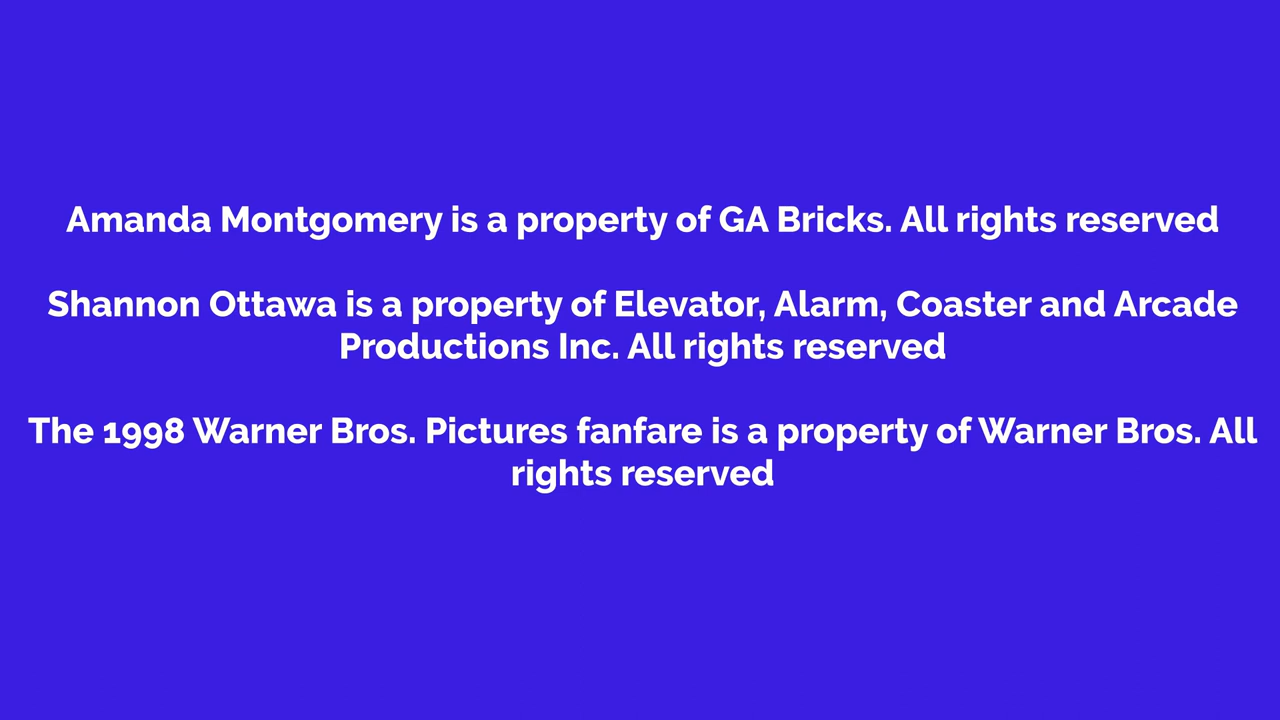 Amanda Montgomery is a property of GA Bricks. All rights reserved
Shannon Ottawa is a property of Elevator, Alarm, Coaster and Arcade
Productions Inc. All rights reserved
The 1998 Warner Bros. Pictures fanfare is a property of Warner Bros. All
rights reserved